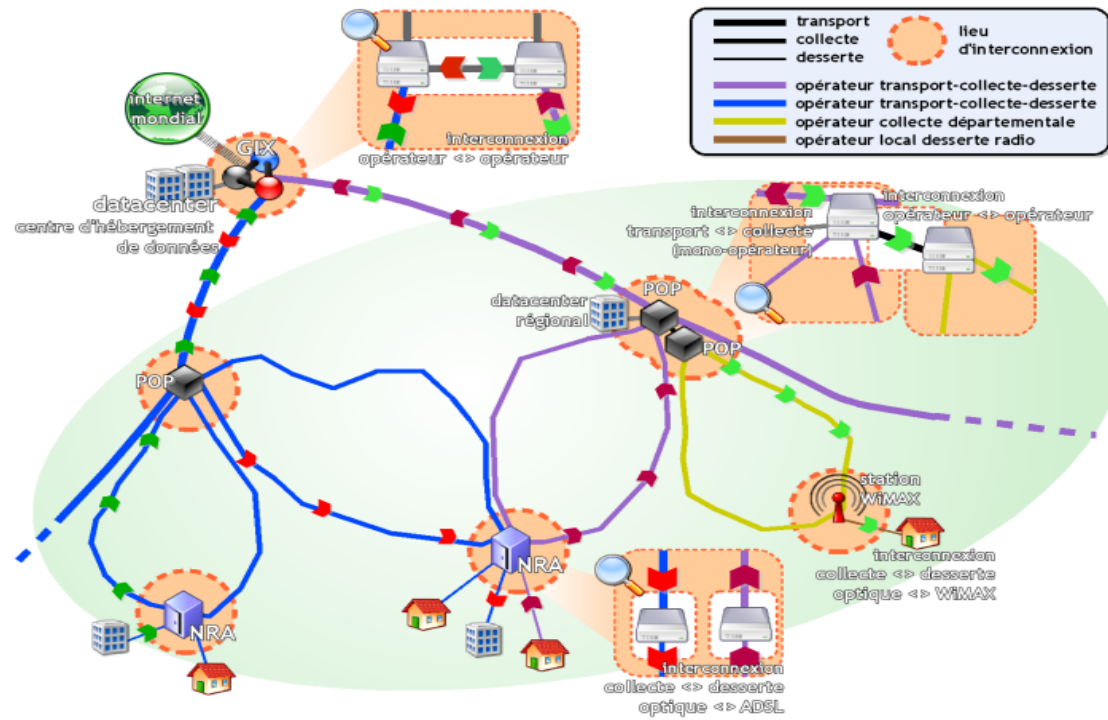 transport
collecte
desserte
lieu
d'interconnexion
opérateur transport-collecte-desserte
opérateur transport-collecte-desserte
opérateur collecte départementale
opérateur local desserte radio
internet
mondial
GIX
datacenter
centre d'hébergement
de données
interconnexion
opérateur <> opérateur
interconnexion
transport <> collecte
(mono-opérateur)
interconnexion
opérateur <> opérateur
datacenter
régional
POP
POP
POP
station
WiMAX
interconnexion
collecte <> desserte
optique <> WiMAX
NRA
NRA
interconnexion
collecte <> desserte
optique <> ADSL